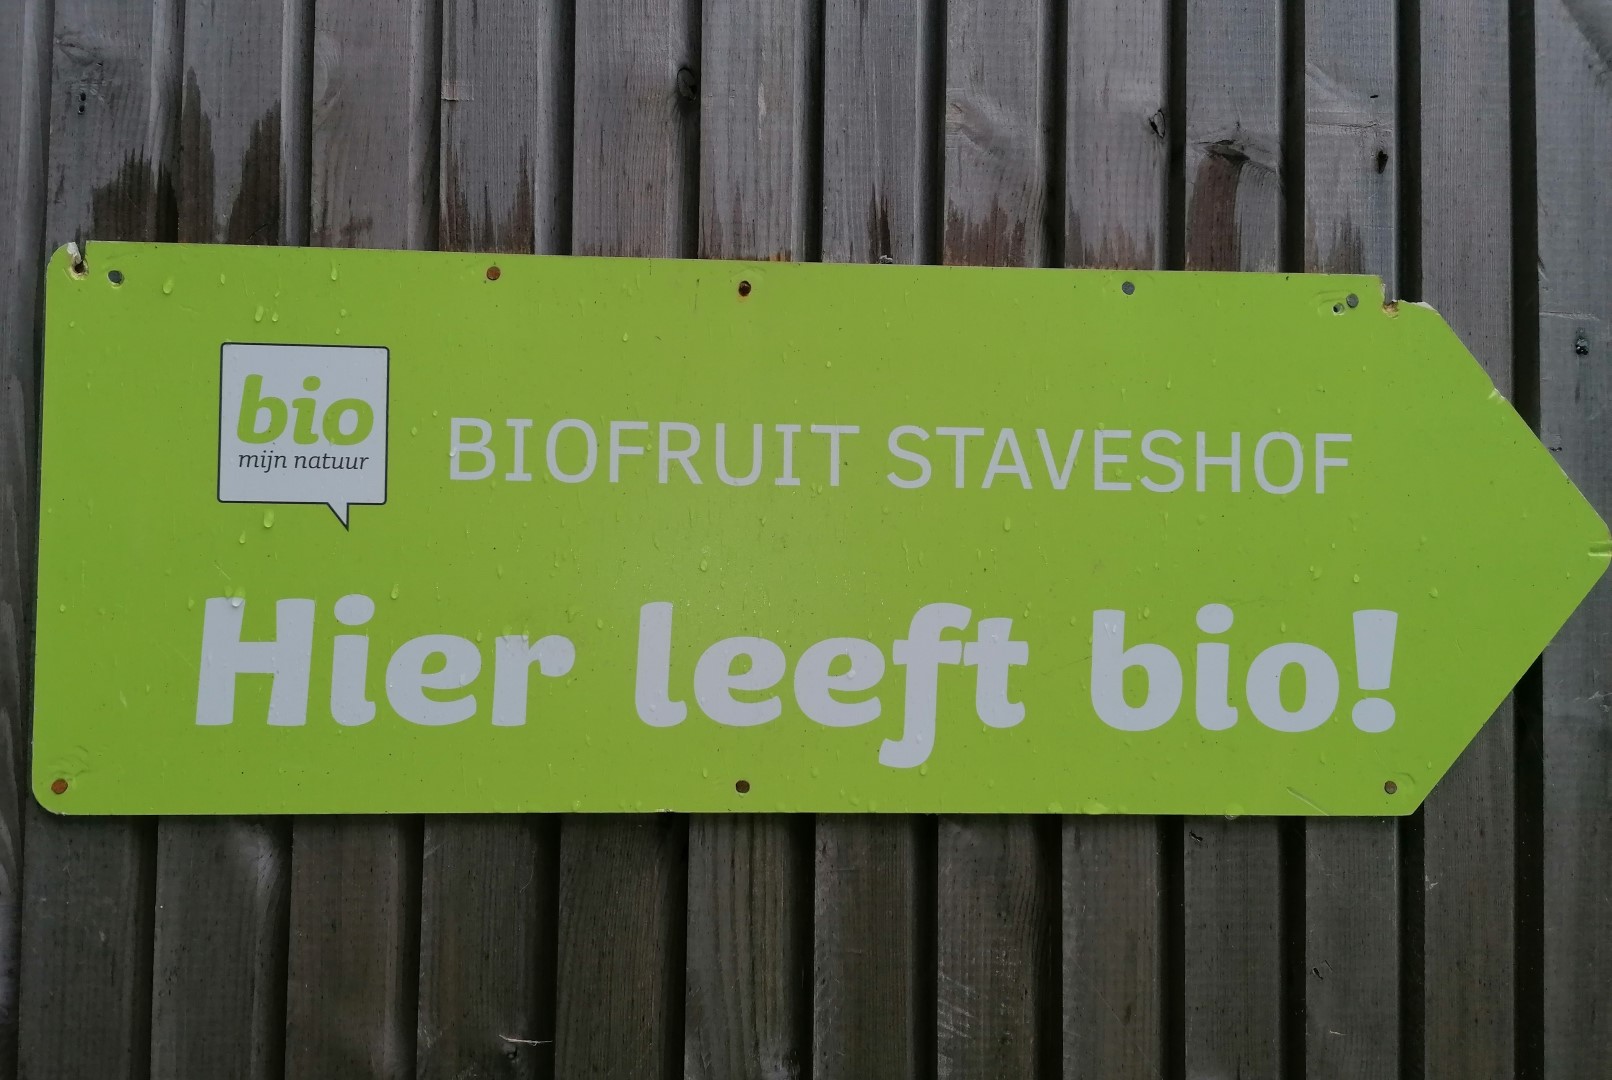 bio
mijn natuur
BIOFRUIT STAVESHOF
Hier leeft bio!